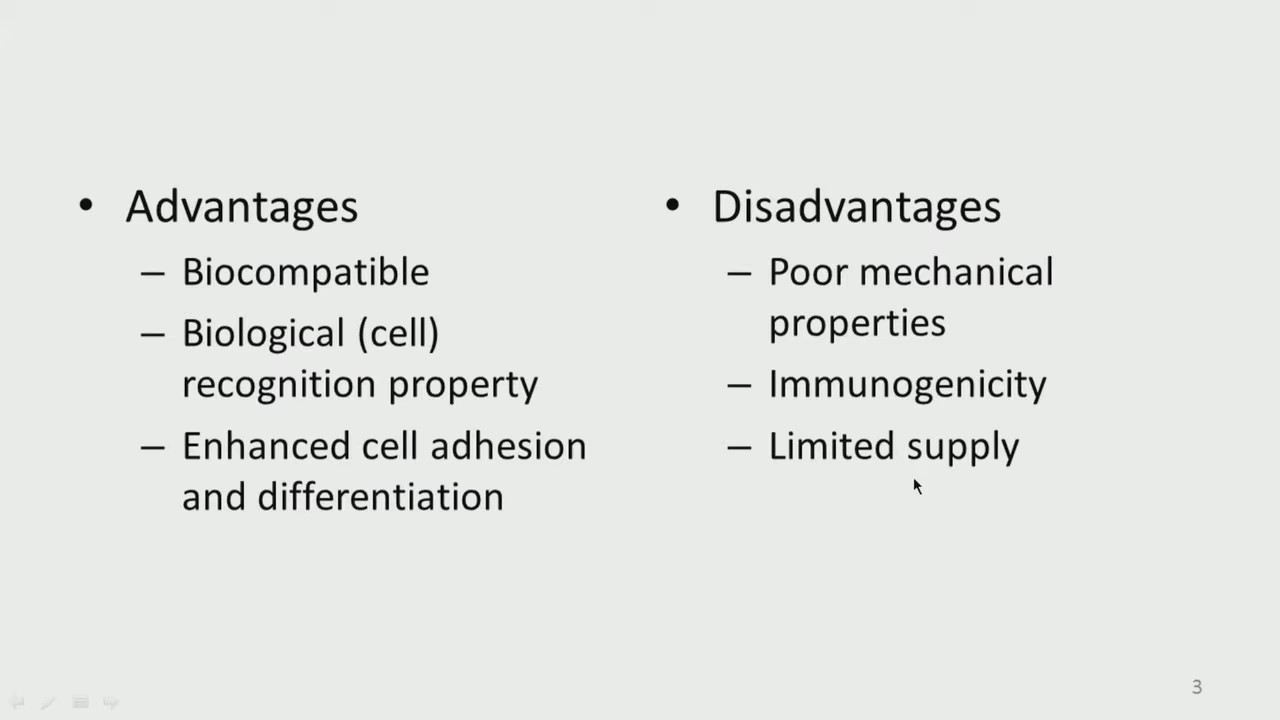 • Advantages
– Biocompatible
– Biological (cell)
recognition property
– Enhanced cell adhesion
and differentiation
• Disadvantages
– Poor mechanical
properties
– Immunogenicity
– Limited supply
3